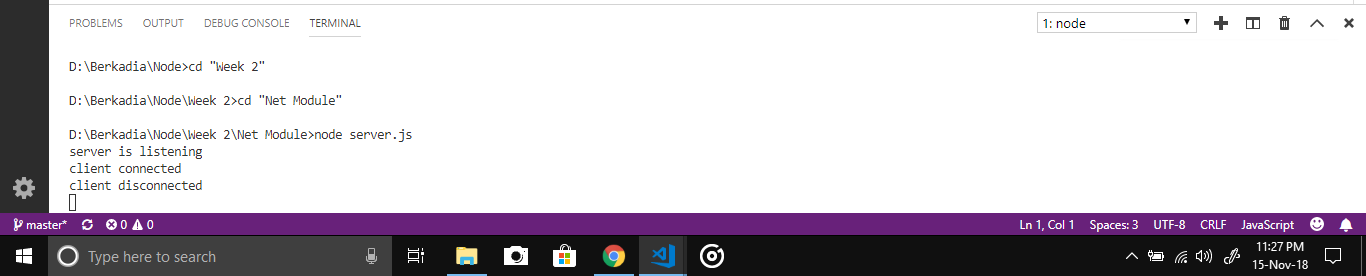 PROBLEMS OUTPUT DEBUG CONSOLE TERMINAL 1: node
D:\Berkadia\Node>cd "Week 2"
D:\Berkadia\Node\Week 2>cd "Net Module"
D:\Berkadia\Node\Week 2\Net Module>node server.js
server is listening
client connected
client disconnected
master* 0 0 Ln 1, Col 1 Spaces: 3 UTF-8 CRLF JavaScript
Type here to search
11:27 PM
15-Nov-18